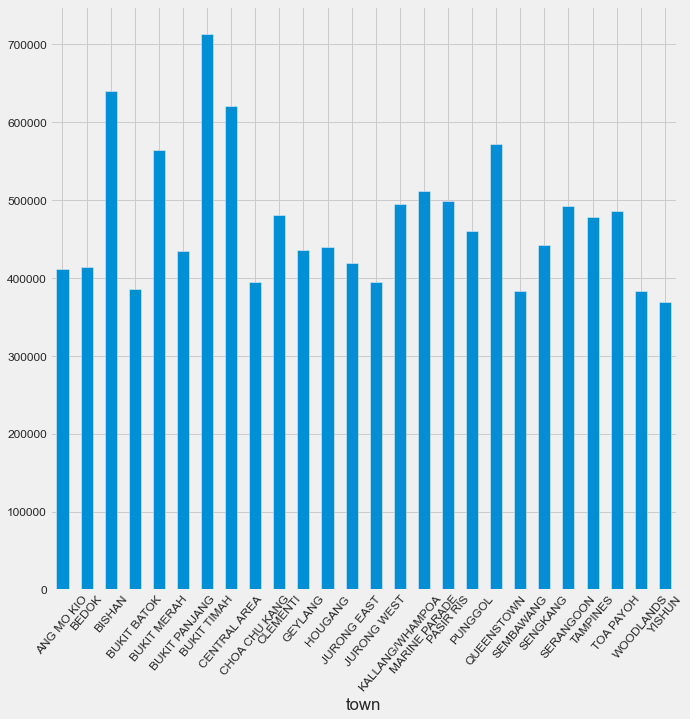 700000
600000
500000
400000
300000
200000
100000
0
ANG MO KIO
BEDOK
BISHAN
BUKIT BATOK
BUKIT MERAH
BUKIT PANJANG
BUKIT TIMAH
CENTRAL AREA
CHOA CHU KANG
CLEMENTI
GEYLANG
HOUGANG
JURONG EAST
JURONG WEST
KALLANG/WHAMPOA
MARINE PARADE
PASIR RIS
PUNGGOL
QUEENSTOWN
SEMBAWANG
SENGKANG
SERANGOON
TAMPINES
TOA PAYOH
WOODLANDS
YISHUN
town